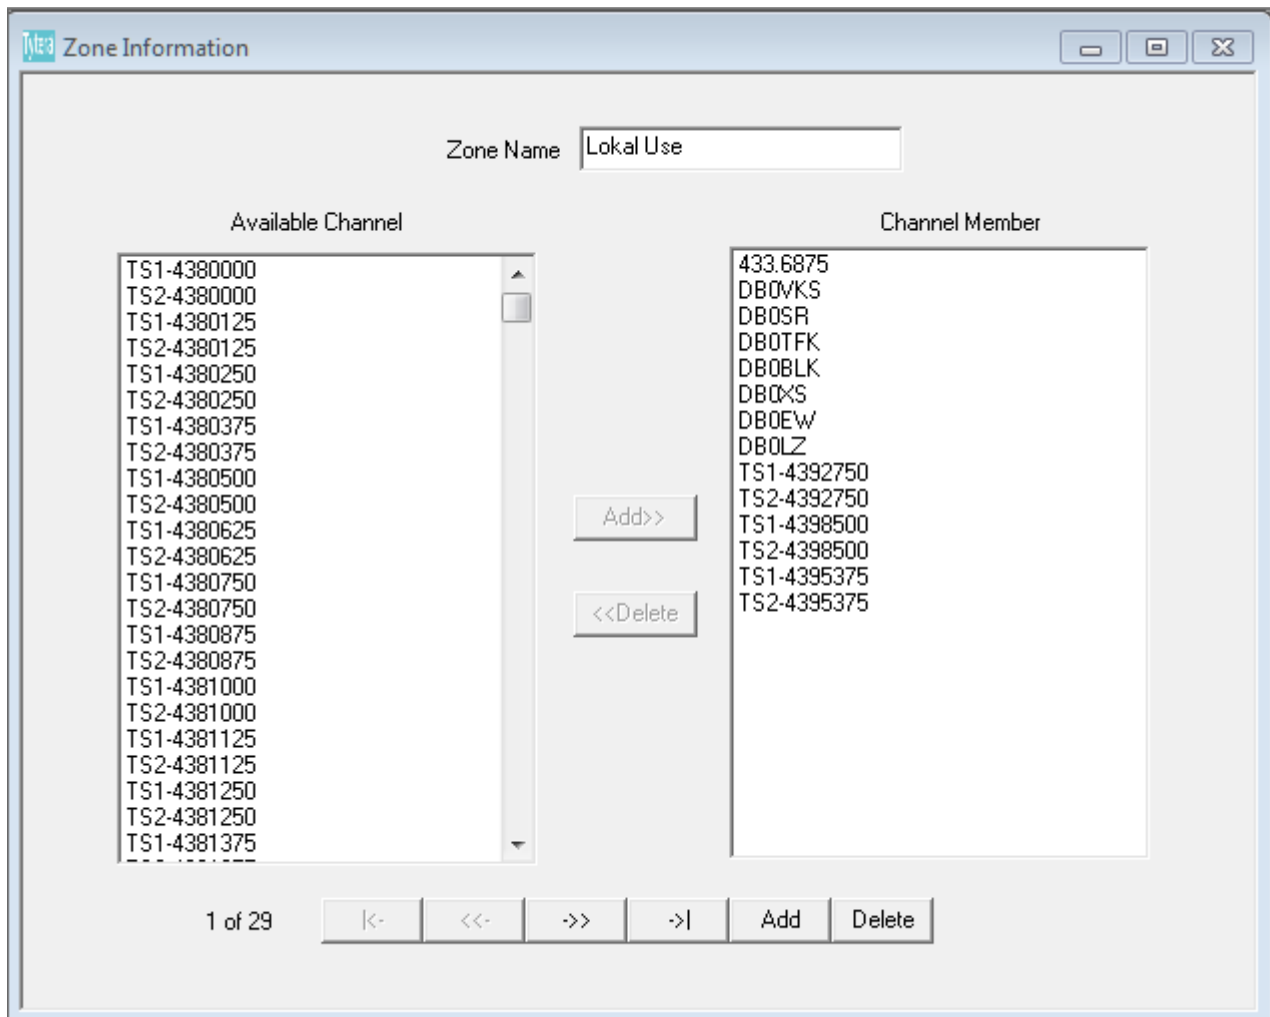 Tytera Zone Information
Zone Name Lokal Use
Available Channel
TS1-4380000
TS2-4380000
TS1-4380125
TS2-4380125
TS1-4380250
TS2-4380250
TS1-4380375
TS2-4380375
TS1-4380500
TS2-4380500
TS1-4380625
TS2-4380625
TS1-4380750
TS2-4380750
TS1-4380875
TS2-4380875
TS1-4381000
TS2-4381000
TS1-4381125
TS2-4381125
TS1-4381250
TS2-4381250
TS1-4381375
Add>>
<<Delete
Channel Member
433.6875
DB0VKS
DB0SR
DB0TFK
DB0BLK
DB0XS
DB0EW
DB0LZ
TS1-4392750
TS2-4392750
TS1-4398500
TS2-4398500
TS1-4395375
TS2-4395375
1 of 29 |<- <<- ->> ->| Add Delete